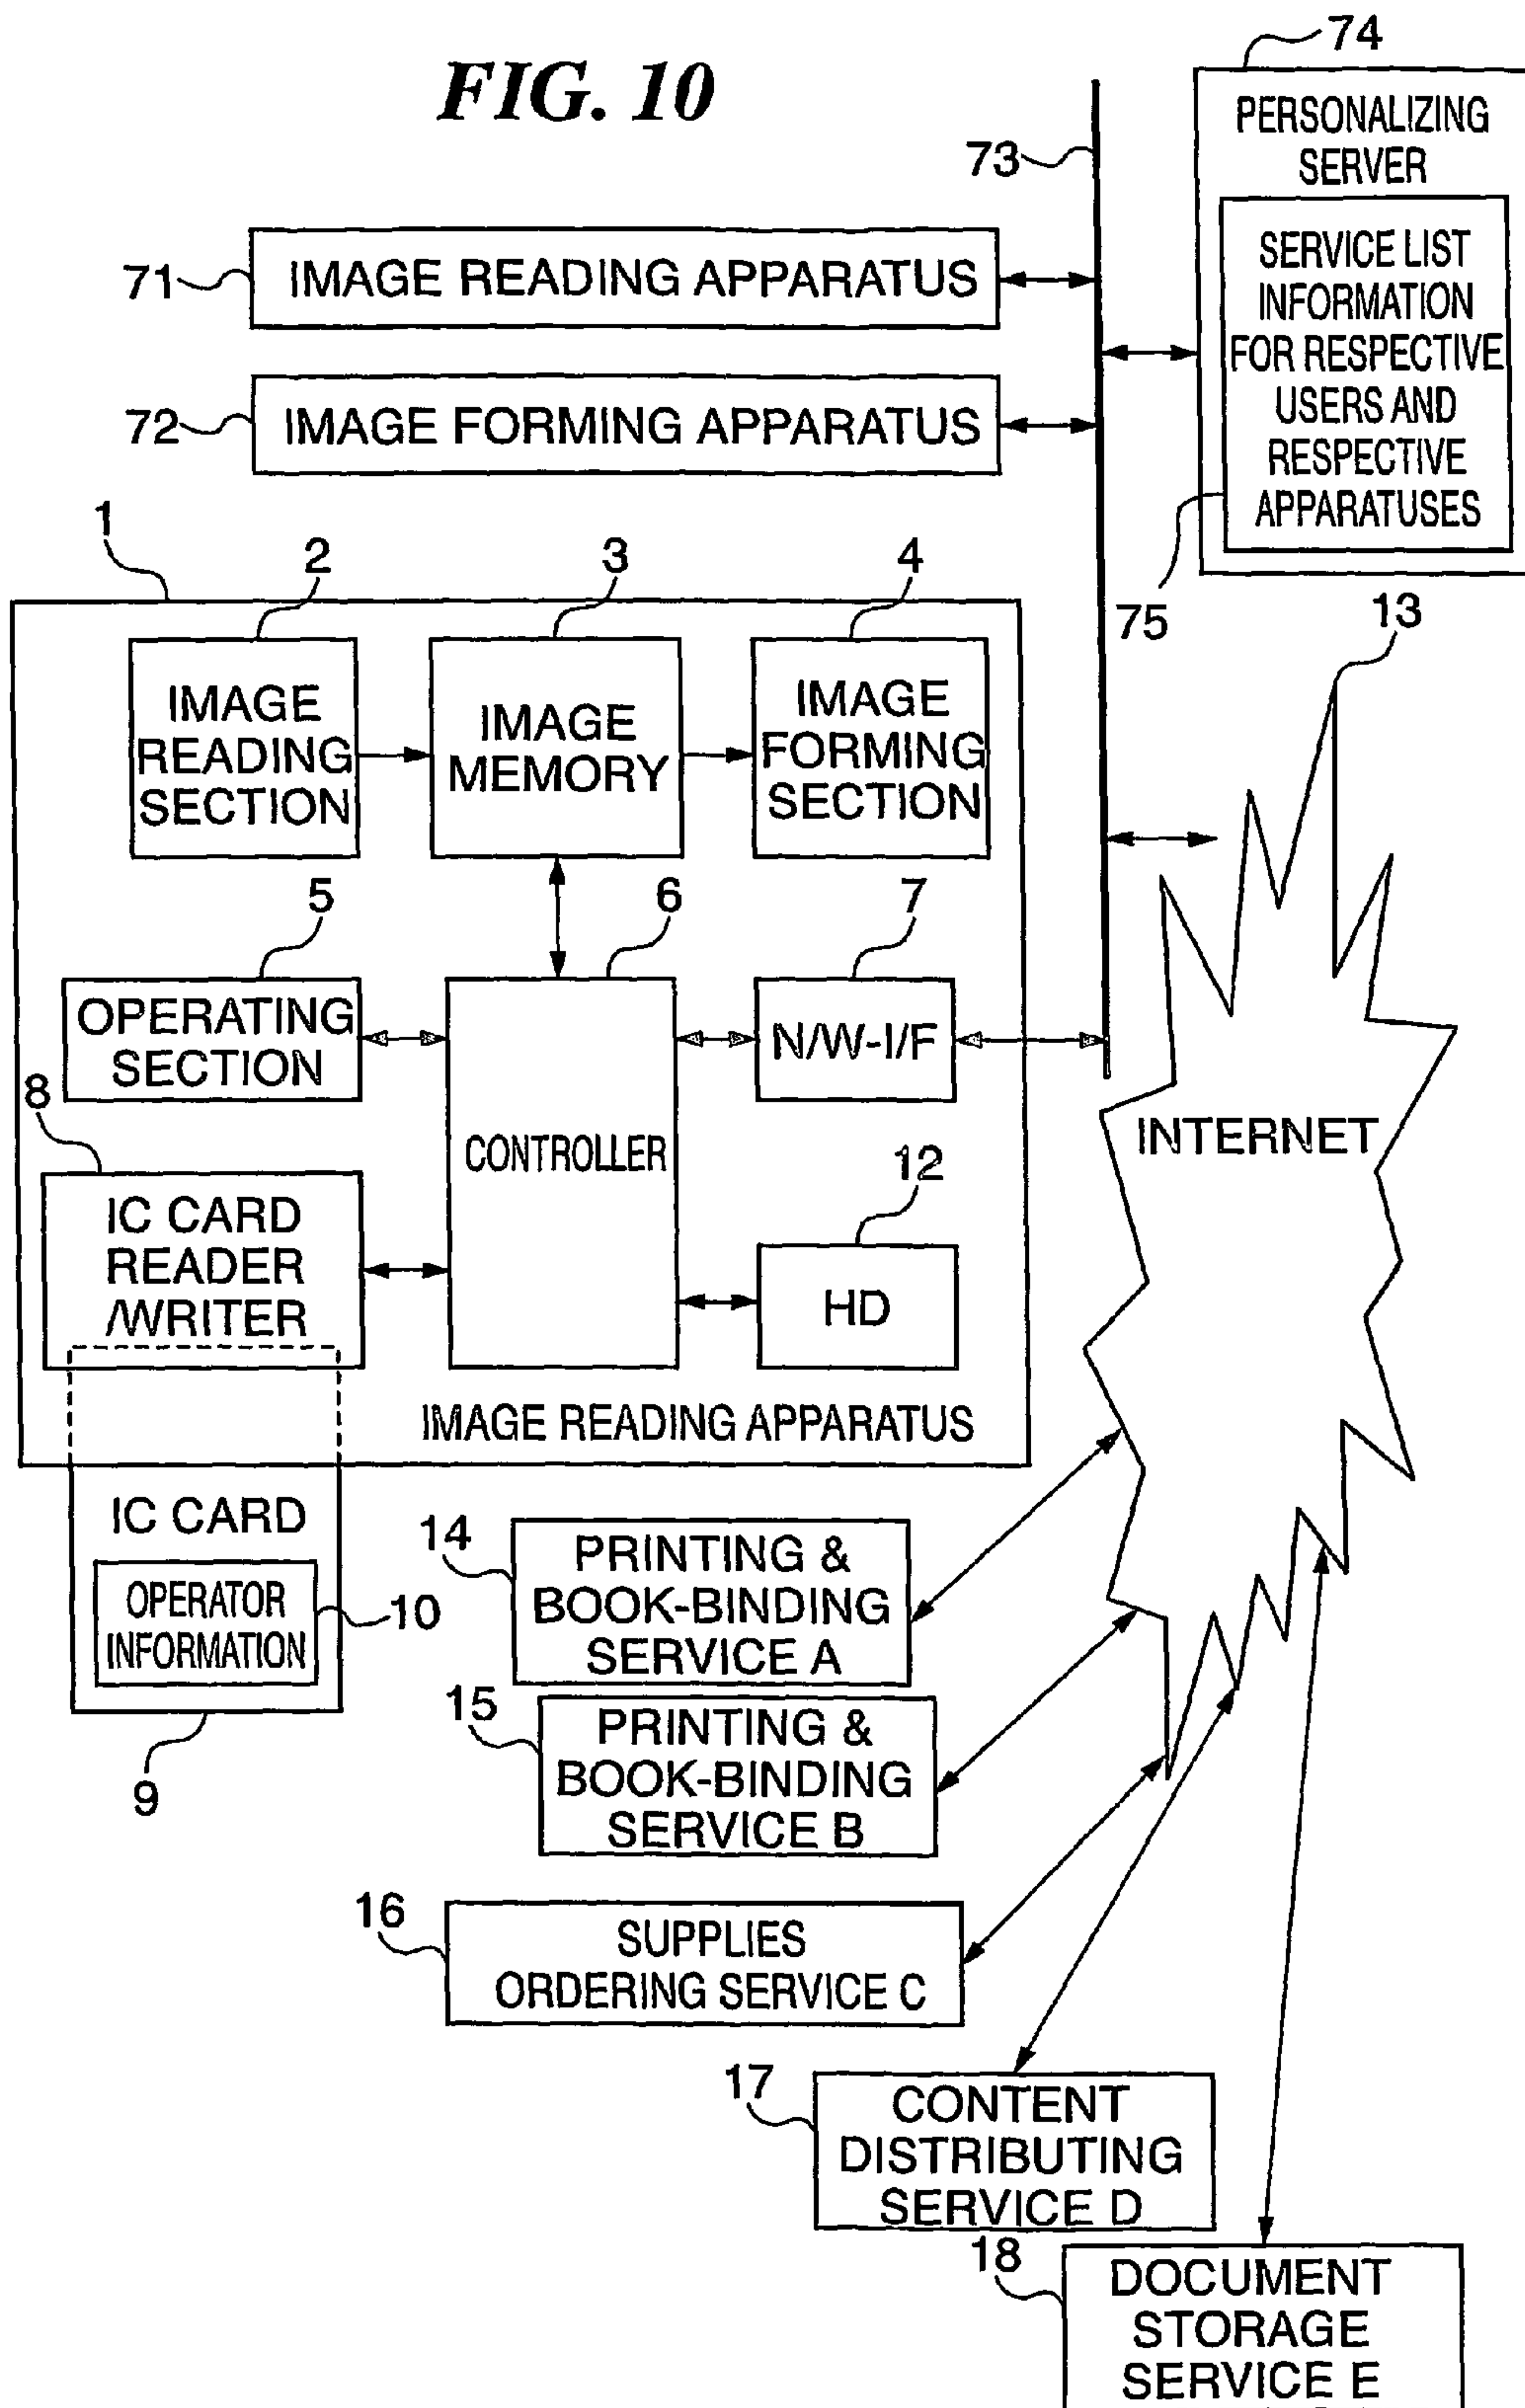 FIG. 10
74
PERSONALIZING
SERVER
73
SERVICE LIST
INFORMATION
FOR RESPECTIVE
USERS AND
RESPECTIVE
APPARATUSES
75
71
IMAGE READING APPARATUS
72
IMAGE FORMING APPARATUS
1
2
3
4
IMAGE
READING
SECTION
IMAGE
MEMORY
IMAGE
FORMING
SECTION
13
5
6
7
OPERATING
SECTION
CONTROLLER
N/W-I/F
INTERNET
8
IC CARD
READER
/WRITER
12
HD
IMAGE READING APPARATUS
IC CARD
OPERATOR
INFORMATION
10
9
14
PRINTING &
BOOK-BINDING
SERVICE A
15
PRINTING &
BOOK-BINDING
SERVICE B
16
SUPPLIES
ORDERING SERVICE C
17
CONTENT
DISTRIBUTING
SERVICE D
18
DOCUMENT
STORAGE
SERVICE E